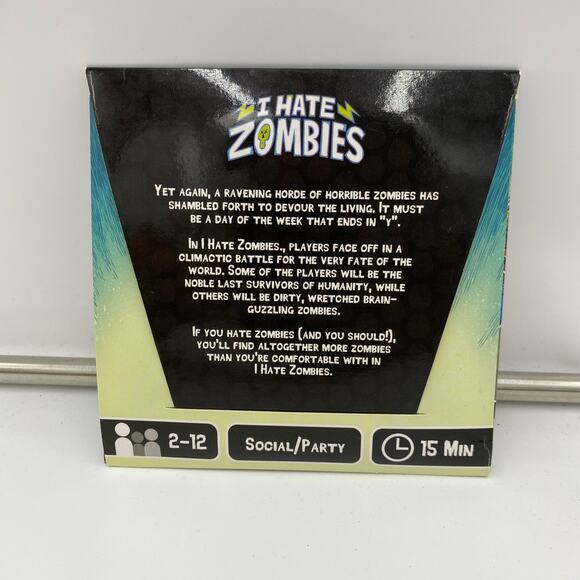 I HATE
ZOMBIES
YET AGAIN, A RAVENING HORDE OF HORRIBLE ZOMBIES HAS
SHAMBLED FORTH TO DEVOUR THE LIVING. IT MUST
BE A DAY OF THE WEEK THAT ENDS IN "Y".
IN I HATE ZOMBIES., PLAYERS FACE OFF IN A
CLIMACTIC BATTLE FOR THE VERY FATE OF THE
WORLD. SOME OF THE PLAYERS WILL BE THE
NOBLE LAST SURVIVORS OF HUMANITY, WHILE
OTHERS WILL BE DIRTY, WRETCHED BRAIN-
GUZZLING ZOMBIES.
IF YOU HATE ZOMBIES (AND YOU SHOULD!),
YOU'LL FIND ALTOGETHER MORE ZOMBIES
THAN YOU'RE COMFORTABLE WITH IN
I HATE ZOMBIES.
2-12
SOCIAL/PARTY
15 MIN